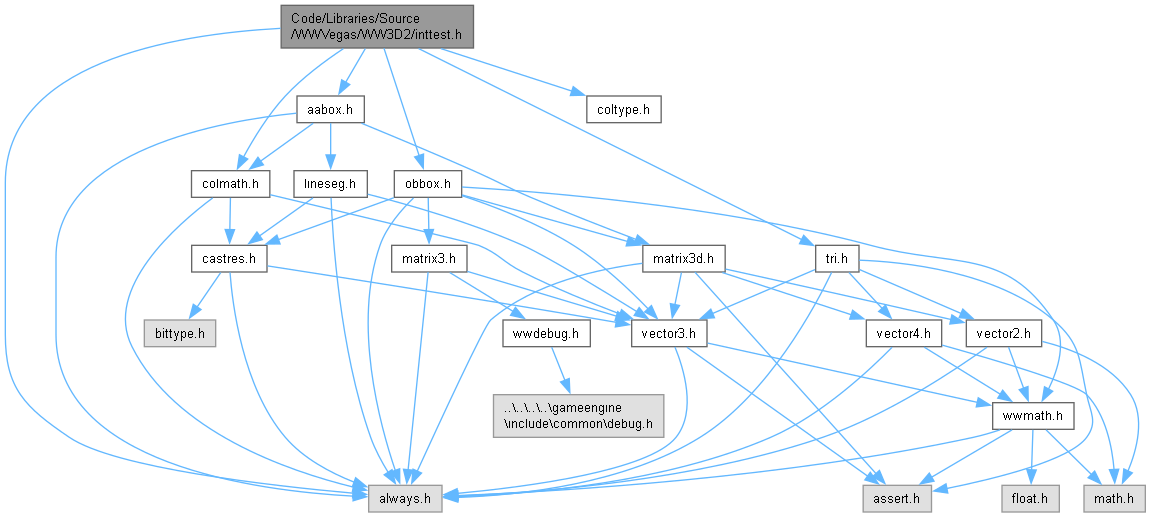 Code/Libraries/Source
/WWVegas/WW3D2/inttest.h
aabox.h
coltype.h
colmath.h
lineseg.h
obbox.h
castres.h
matrix3.h
matrix3d.h
tri.h
bittype.h
wwdebug.h
vector3.h
vector4.h
vector2.h
..\..\..\..\gameengine
\include\common\debug.h
wwmath.h
always.h
assert.h
float.h
math.h